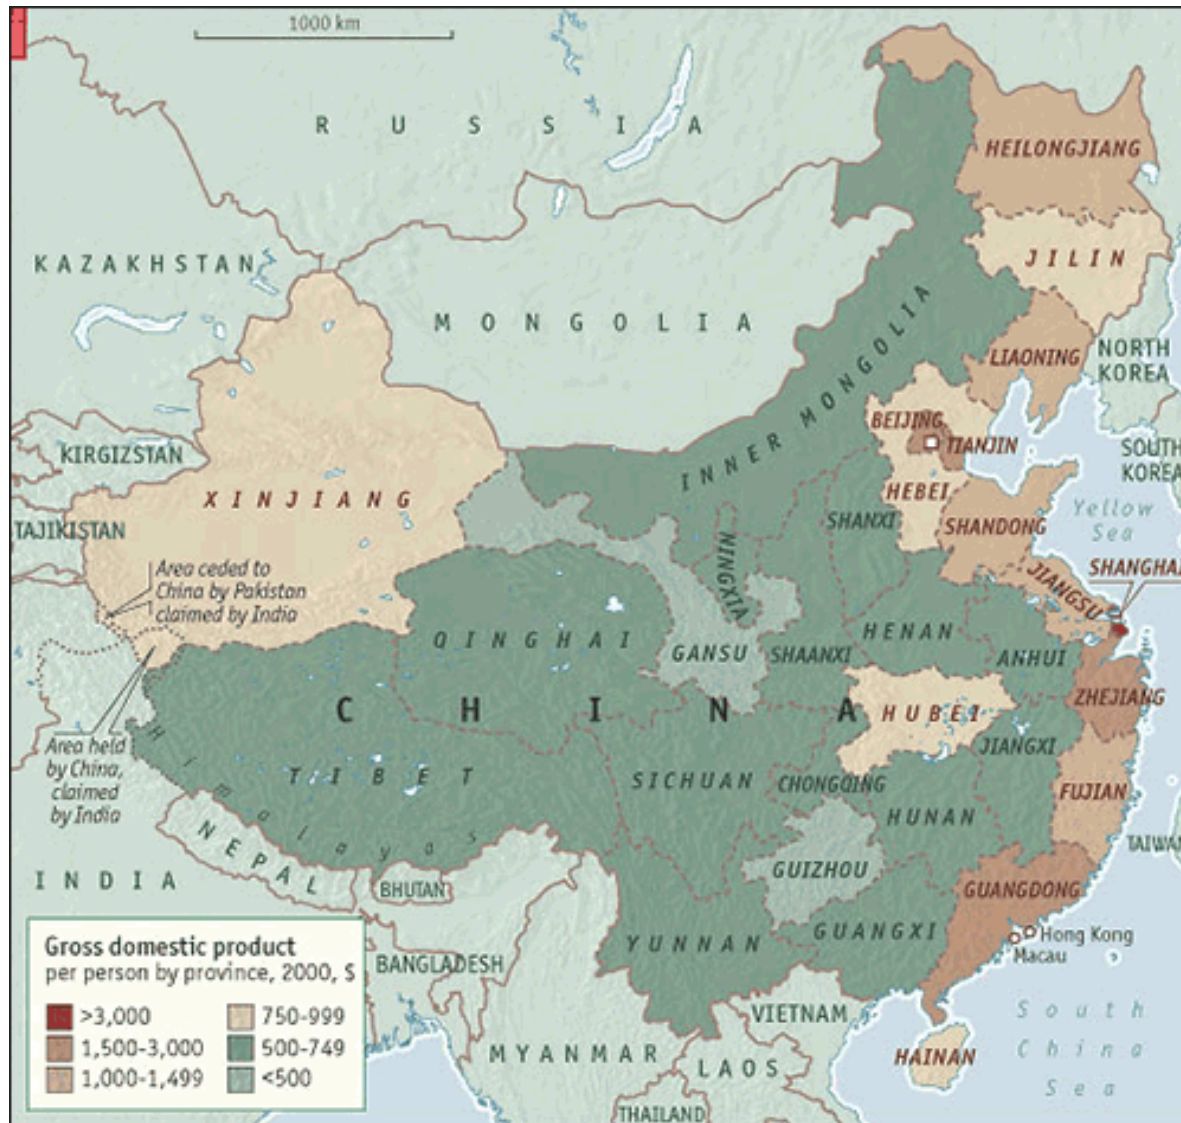 1000 km
R U S S I A
HEILONGJIANG
KAZAKHSTAN
JILIN
MONGOLIA
INNER MONGOLIA
LIAONING
NORTH
KOREA
BEIJING
TIANJIN
KIRGIZSTAN
SOUTH
KOREA
XINJIANG
HEBEI
SHANXI
SHANDONG
Yellow
Sea
TAJIKISTAN
NINGXIA
Area ceded to
China by Pakistan
claimed by India
JIANGSU
SHANGHAI
QINGHAI
GANSU
SHAANXI
HENAN
ANHUI
CHINA
HUBEI
ZHEJIANG
Area held
by China,
claimed
by India
Himalayas
TIBET
SICHUAN
CHONGQING
JIANGXI
HUNAN
FUJIAN
NEPAL
BHUTAN
GUIZHOU
TAIWAN
INDIA
GUANGDONG
YUNNAN
GUANGXI
Hong Kong
Macau
BANGLADESH
VIETNAM
South
China
Sea
MYANMAR
LAOS
HAINAN
THAILAND
Gross domestic product
per person by province, 2000, $
>3,000
1,500-3,000
1,000-1,499
750-999
500-749
<500